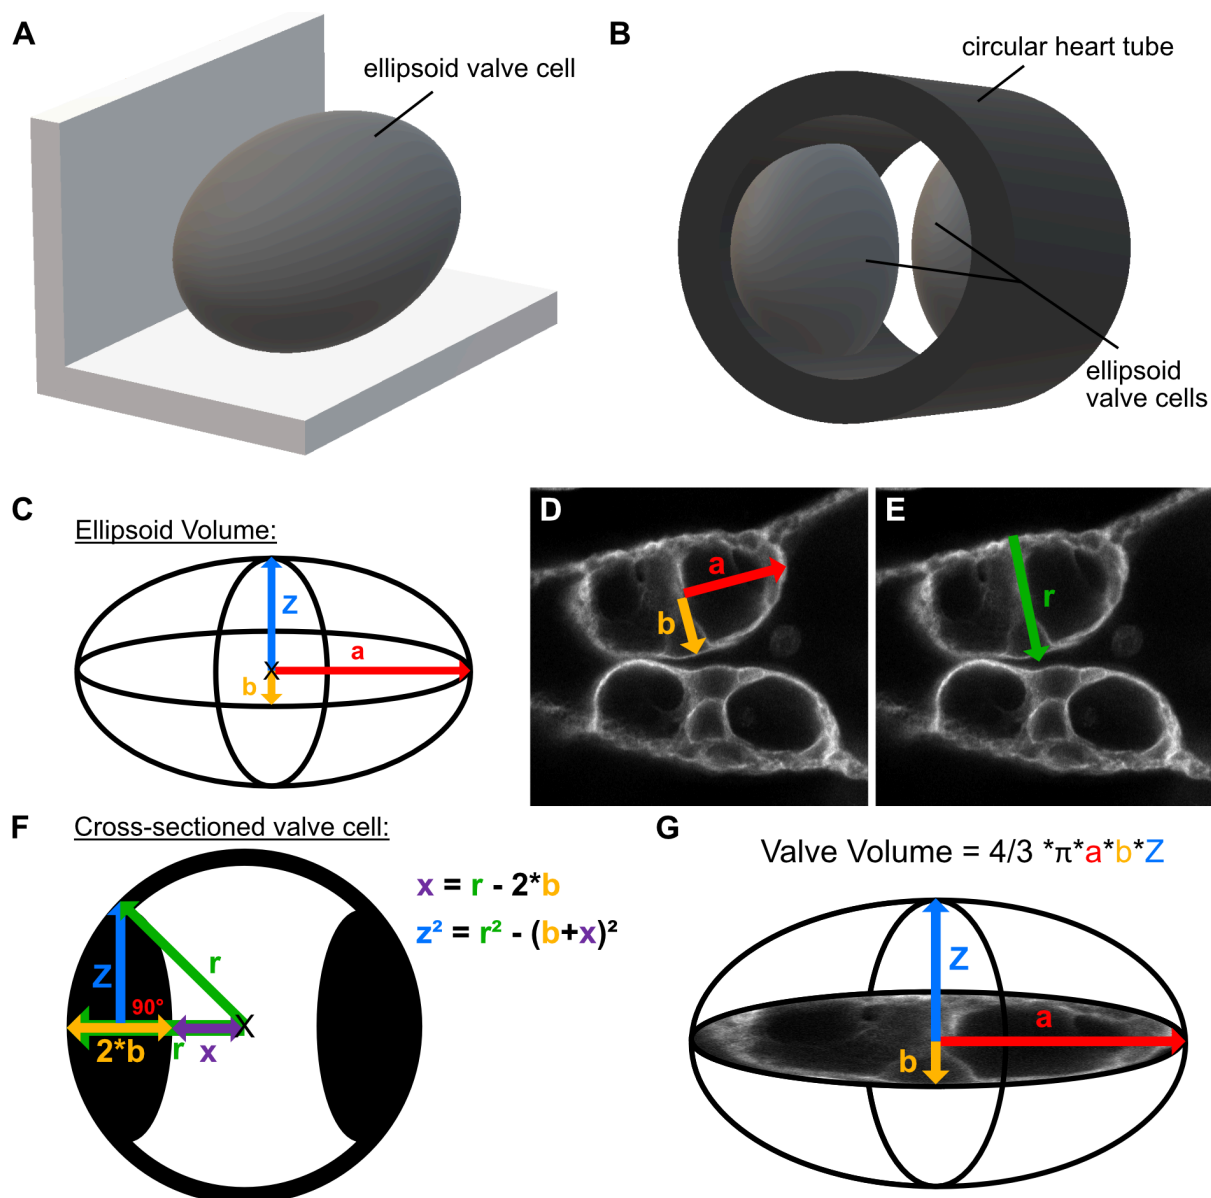 A
ellipsoid valve cell
B
circular heart tube
ellipsoid
valve cells
C
Ellipsoid Volume:
Z
a
X
b
D
a
b
E
r
F
Cross-sectioned valve cell:
x = r - 2*b
z² = r² - (b+x)²
r
Z
90°
X
2*b
r
x
G
Valve Volume = 4/3 *π*a*b*Z
Z
a
b